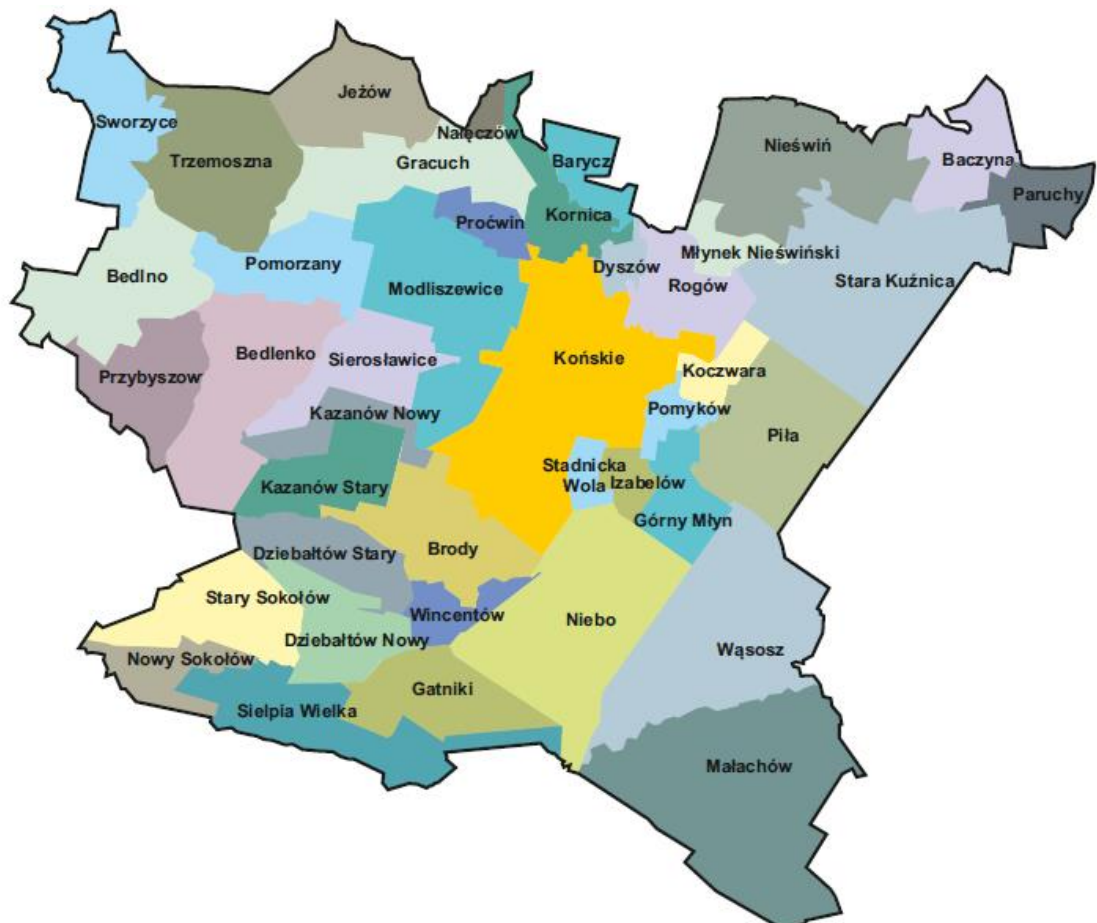 Jeżów
Sworzyce
Nałęczów
Nieświń
Trzemoszna
Gracuch
Barycz
Baczyna
Paruchy
Proćwin
Kornica
Młynek Nieświński
Bedlno
Pomorzany
Dyszów
Rogów
Stara Kuźnica
Modliszewice
Bedlenko
Sierosławice
Końskie
Przybyszow
Koczwara
Kazanów Nowy
Pomyków
Piła
Stadnicka
Wola
Izabelów
Kazanów Stary
Górny Młyn
Dziebałtów Stary
Brody
Stary Sokołów
Wincentów
Niebo
Dziebałtów Nowy
Wąsosz
Nowy Sokołów
Gatniki
Sielpia Wielka
Małachów